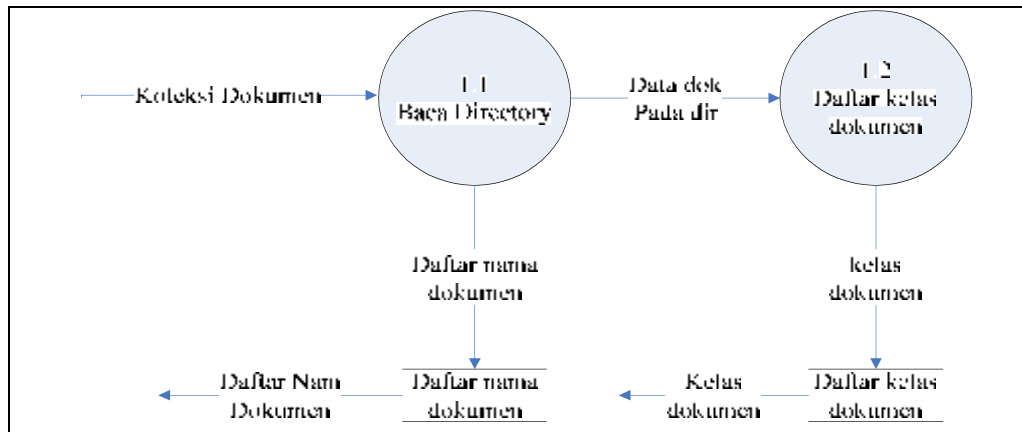 Koleksi Dokumen
1.1
Baca Directory
Data dok
Pada dir
1.2
Daftar kelas
dokumen
Daftar nama
dokumen
kelas
dokumen
Daftar Nam
Dokumen
Daftar nama
dokumen
Kelas
dokumen
Daftar kelas
dokumen